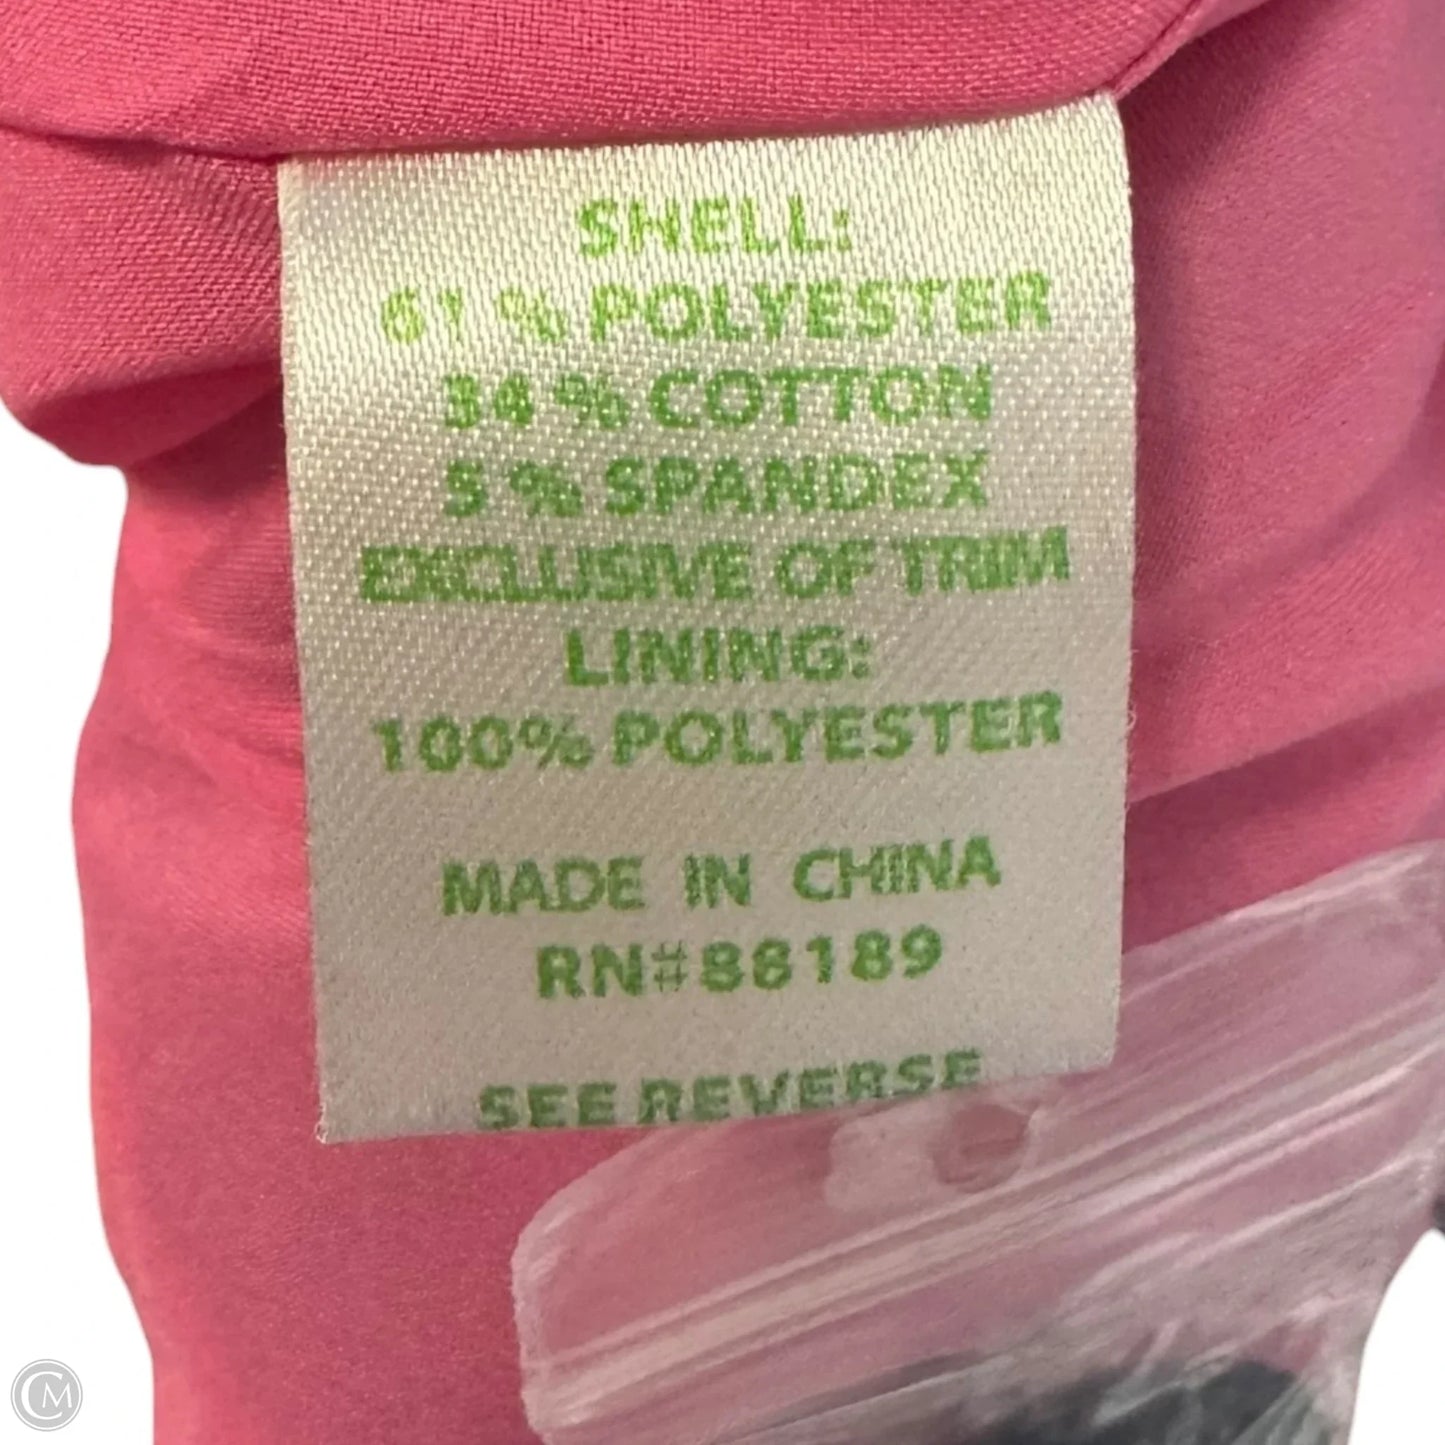 SHELL:
61% POLYESTER
34% COTTON
5% SPANDEX
EXCLUSIVE OF TRIM
LINING:
100% POLYESTER
MADE IN CHINA
RN#88189
SEE REVERSE
CM